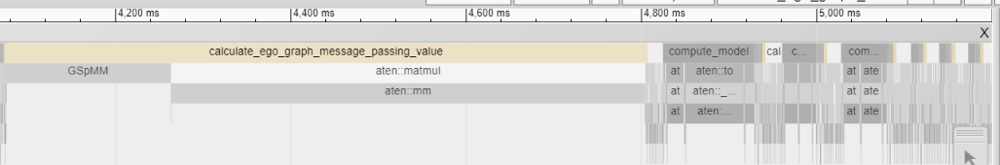 4,200 ms 4,400 ms 4,600 ms 4,800 ms 5,000 ms
X
calculate_ego_graph_message_passing_value compute_model cal c... com...
GSpMM aten::matmul at aten::to at ate
aten::mm at aten::_... at ate
at aten:... at ate